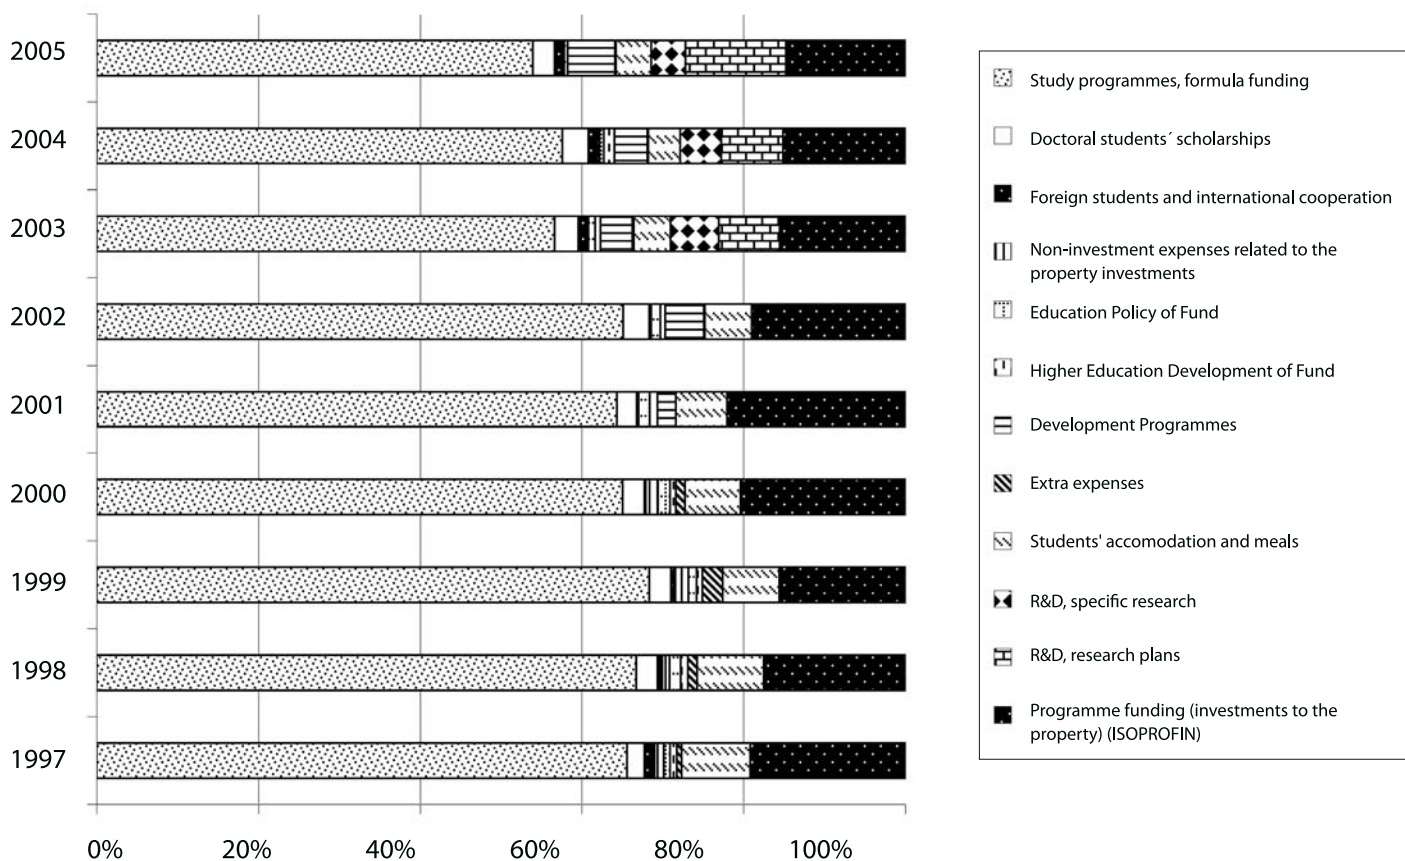 2005
2004
2003
2002
2001
2000
1999
1998
1997
0% 20% 40% 60% 80% 100%
Study programmes, formula funding
Doctoral students´ scholarships
Foreign students and international cooperation
Non-investment expenses related to the
property investments
Education Policy of Fund
Higher Education Development of Fund
Development Programmes
Extra expenses
Students' accomodation and meals
R&D, specific research
R&D, research plans
Programme funding (investments to the
property) (ISOPROFIN)